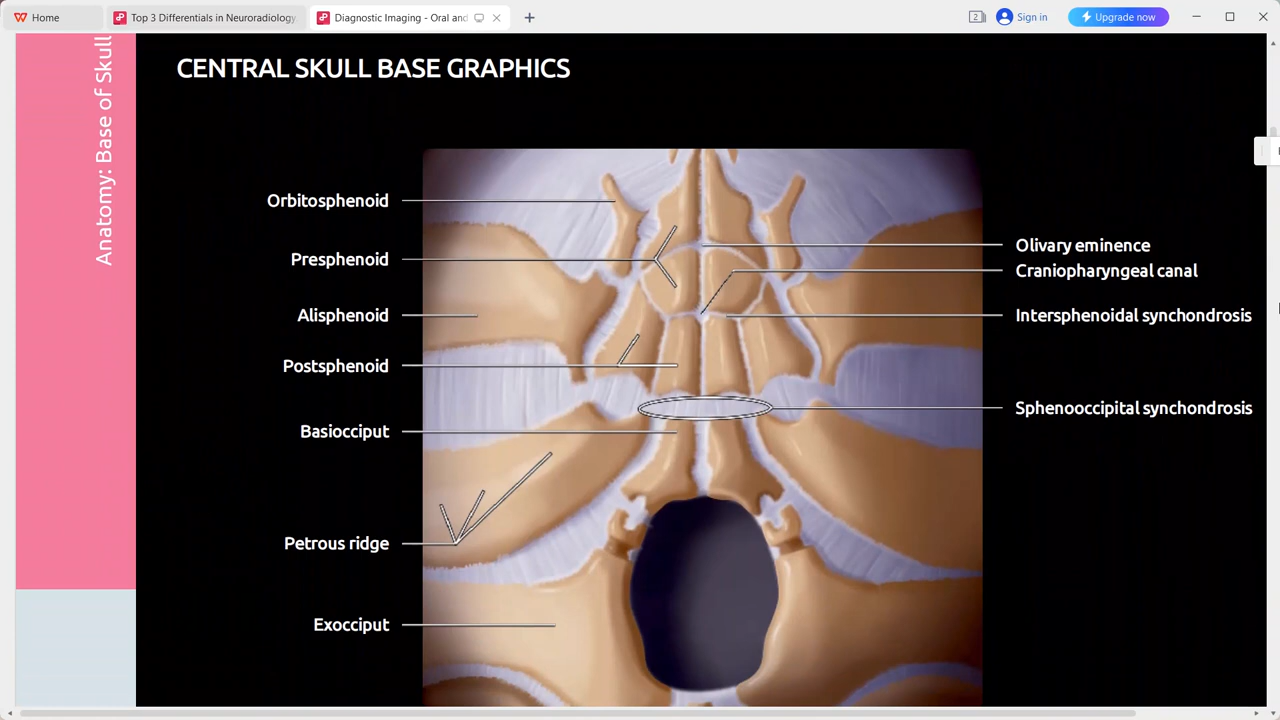 Home
Top 3 Differentials in Neuroradiology.
Diagnostic Imaging - Oral and
2
Sign in
Upgrade now
Anatomy: Base of Skull
CENTRAL SKULL BASE GRAPHICS
Orbitosphenoid
Presphenoid
Alisphenoid
Postsphenoid
Basiocciput
Petrous ridge
Exocciput
Olivary eminence
Craniopharyngeal canal
Intersphenoidal synchondrosis
Sphenooccipital synchondrosis